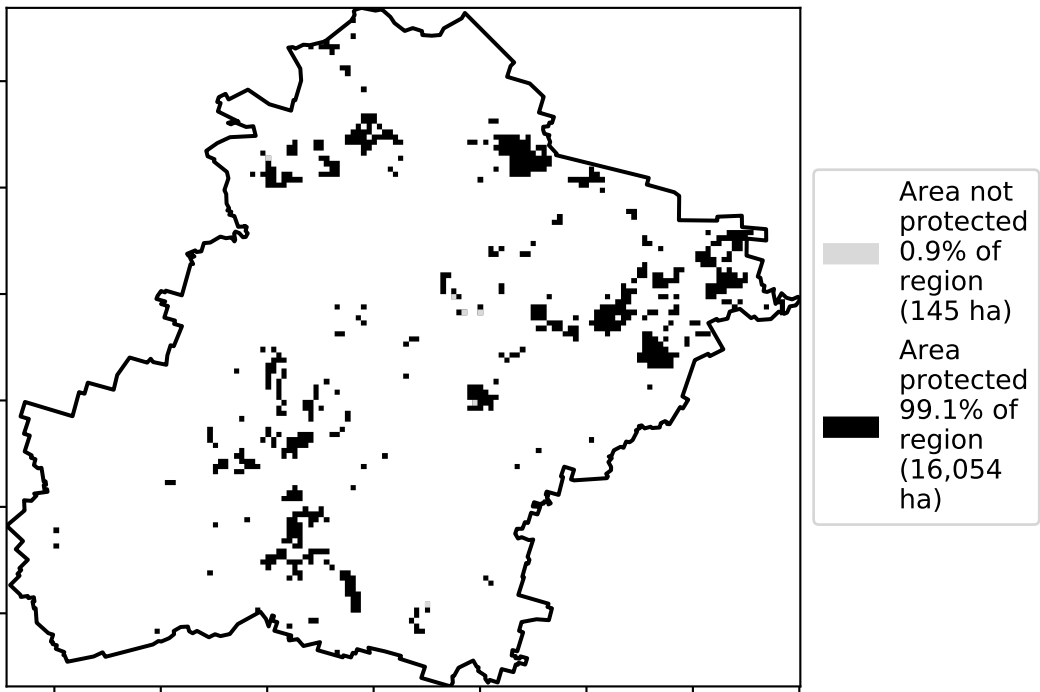 Area not
protected
0.9% of
region
(145 ha)
Area
protected
99.1% of
region
(16,054
ha)